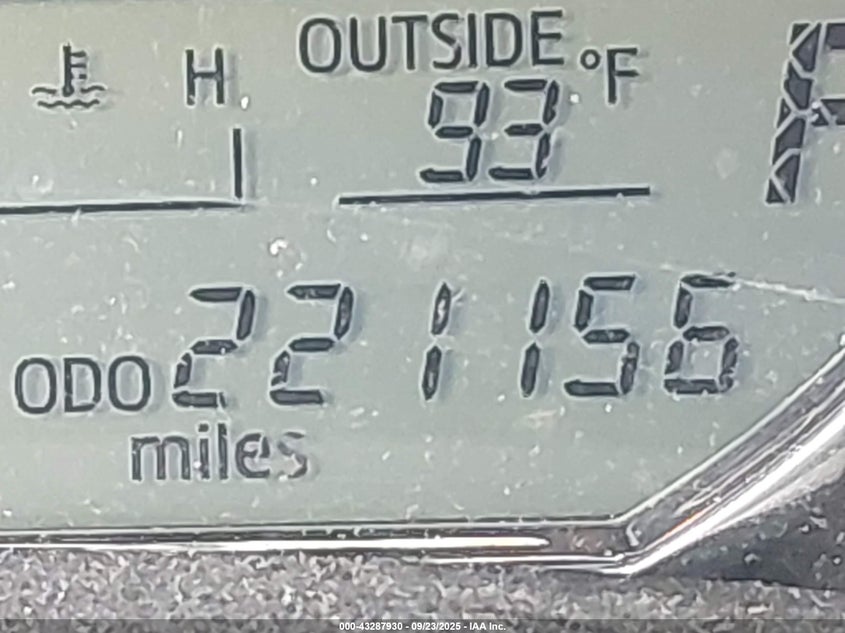 H
OUTSIDE
93 °F
P
ODO 221156
miles
000-43287930 - 09/23/2025 - IAA Inc.